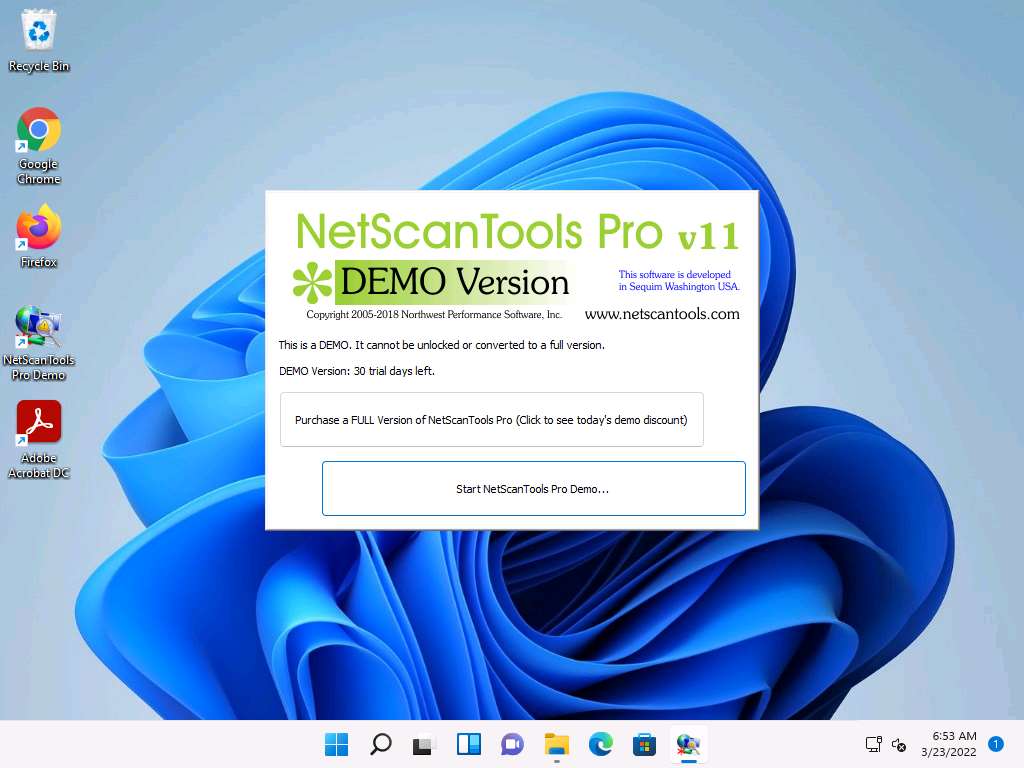 Recycle Bin
Google
Chrome
Firefox
NetScanTools
Pro Demo
Adobe
Acrobat DC
NetScanTools Pro v11
DEMO Version
This software is developed
in Sequim Washington USA.
Copyright 2005-2018 Northwest Performance Software, Inc.
www.netscantools.com
This is a DEMO. It cannot be unlocked or converted to a full version.
DEMO Version: 30 trial days left.
Purchase a FULL Version of NetScanTools Pro (Click to see today's demo discount)
Start NetScanTools Pro Demo...
6:53 AM
3/23/2022
1